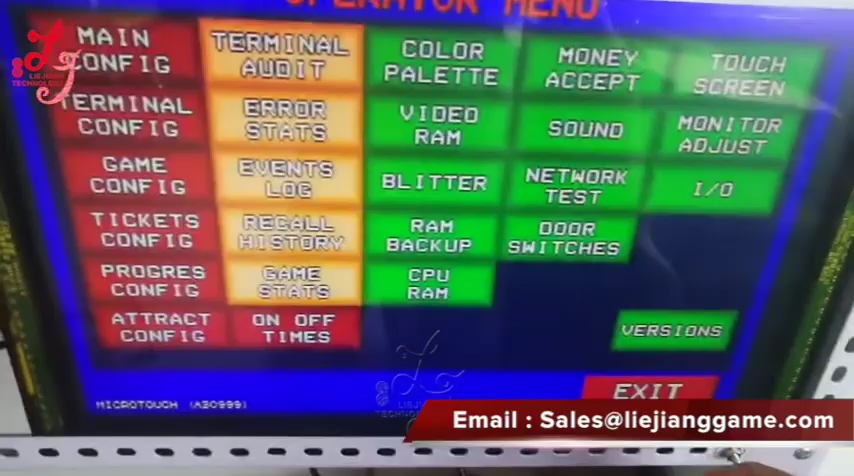 OPERATOR MENU
MAIN
CONFIG
TERMINAL
AUDIT
COLOR
PALETTE
MONEY
ACCEPT
TOUCH
SCREEN
TERMINAL
CONFIG
ERROR
STATS
VIDEO
RAM
SOUND
MONITOR
ADJUST
GAME
CONFIG
EVENTS
LOG
BLITTER
NETWORK
TEST
I/O
TICKETS
CONFIG
RECALL
HISTORY
RAM
BACKUP
DOOR
SWITCHES
PROGRES
CONFIG
GAME
STATS
CPU
RAM
ATTRACT
CONFIG
ON OFF
TIMES
VERSIONS
EXIT
MICROTOUCH (A30999)
LIEJIANG
TECHNOLOGY
Email : Sales@liejianggame.com